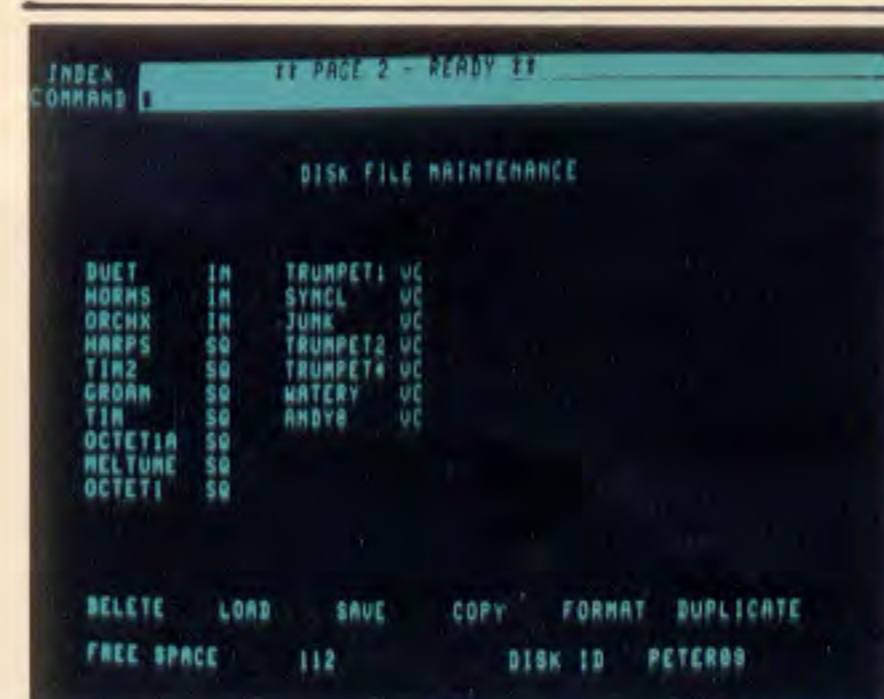 INDEX ** PAGE 2 - READY **
COMMAND
DISK FILE MAINTENANCE
DUET IM TRUMPET1 VC
HORNS IM SYNCL VC
ORCHX IM JUNK VC
HARPS SQ TRUMPET2 VC
TIM2 SQ TRUMPET4 VC
GROAN SQ WATERY VC
TIM SQ ANDY8 VC
OCTET1A SQ
MELTUNE SQ
OCTET1 SQ
DELETE LOAD SAVE COPY FORMAT DUPLICATE
FREE SPACE 112 DISK ID PETER09